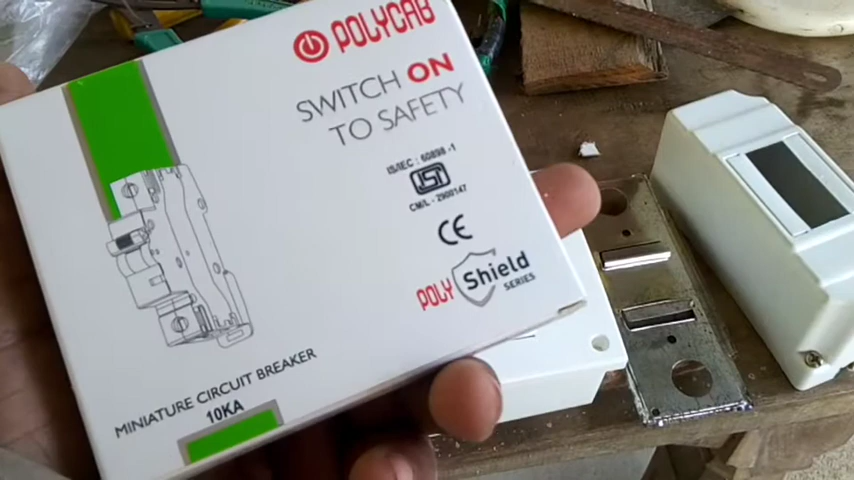 POLYCAB
SWITCH ON
TO SAFETY
IS/IEC : 60898 -1
ISI
CM/L - 2900147
CE
POLY Shield
SERIES
MINIATURE CIRCUIT BREAKER
10KA